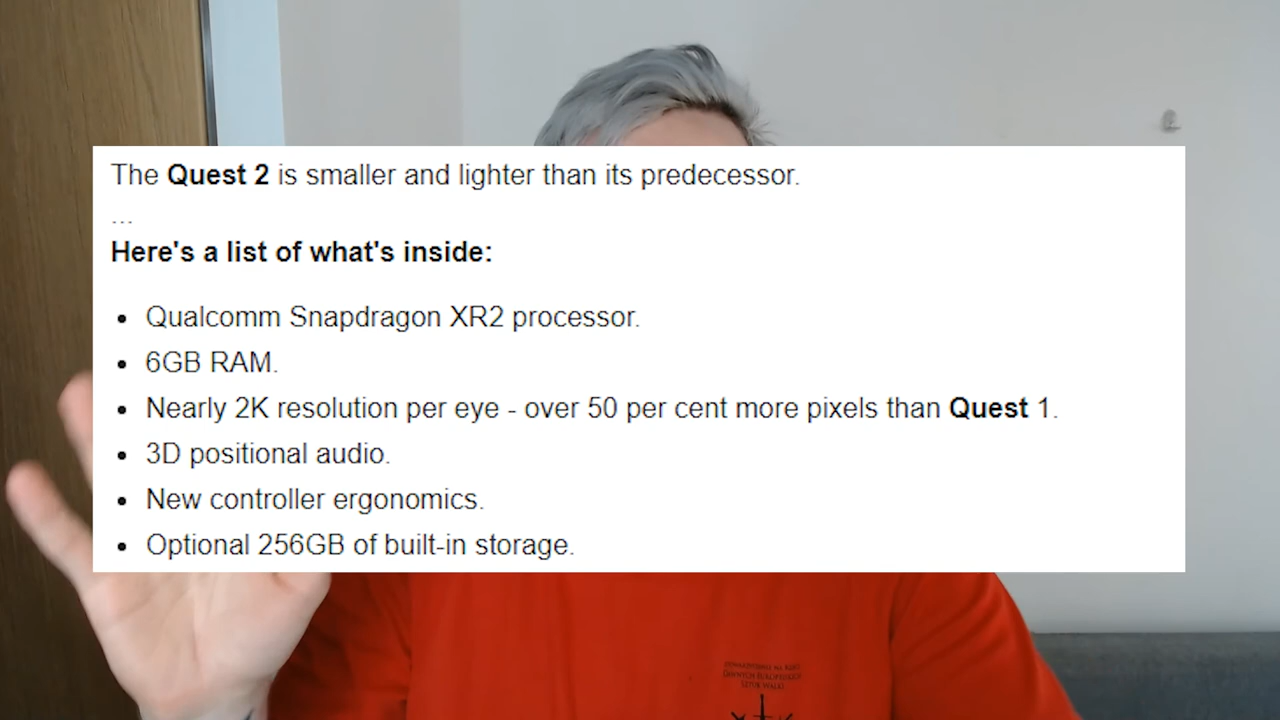 The Quest 2 is smaller and lighter than its predecessor.
...
Here's a list of what's inside:
• Qualcomm Snapdragon XR2 processor.
• 6GB RAM.
• Nearly 2K resolution per eye - over 50 per cent more pixels than Quest 1.
• 3D positional audio.
• New controller ergonomics.
• Optional 256GB of built-in storage.
SZTUK WALKI